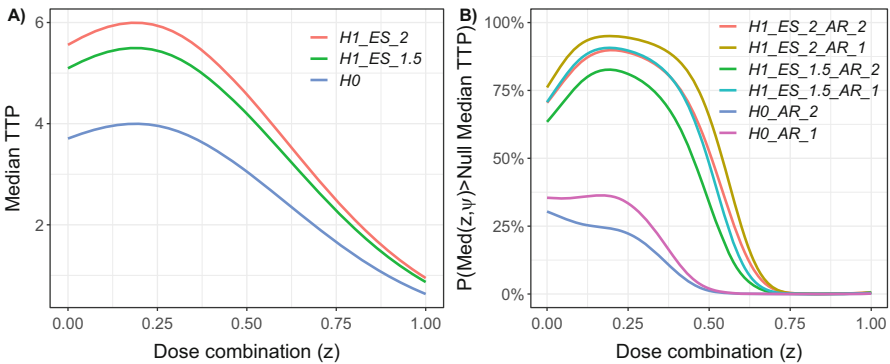 A)
Median TTP
6
4
2
H1_ES_2
H1_ES_1.5
H0
0.00 0.25 0.50 0.75 1.00
Dose combination (z)
B)
P(Med(z,ψ)>Null Median TTP)
100%
75%
50%
25%
0%
H1_ES_2_AR_2
H1_ES_2_AR_1
H1_ES_1.5_AR_2
H1_ES_1.5_AR_1
H0_AR_2
H0_AR_1
0.00 0.25 0.50 0.75 1.00
Dose combination (z)